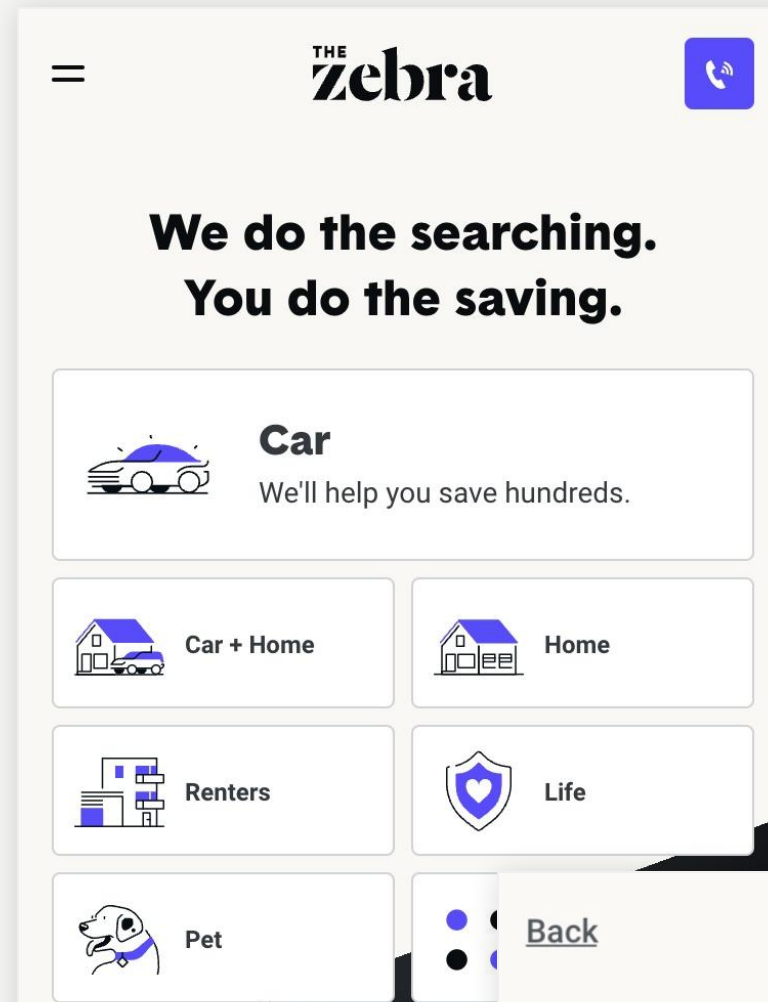 THE
Zebra
We do the searching.
You do the saving.
Car
We'll help you save hundreds.
Car + Home
Home
Renters
Life
Pet
Back